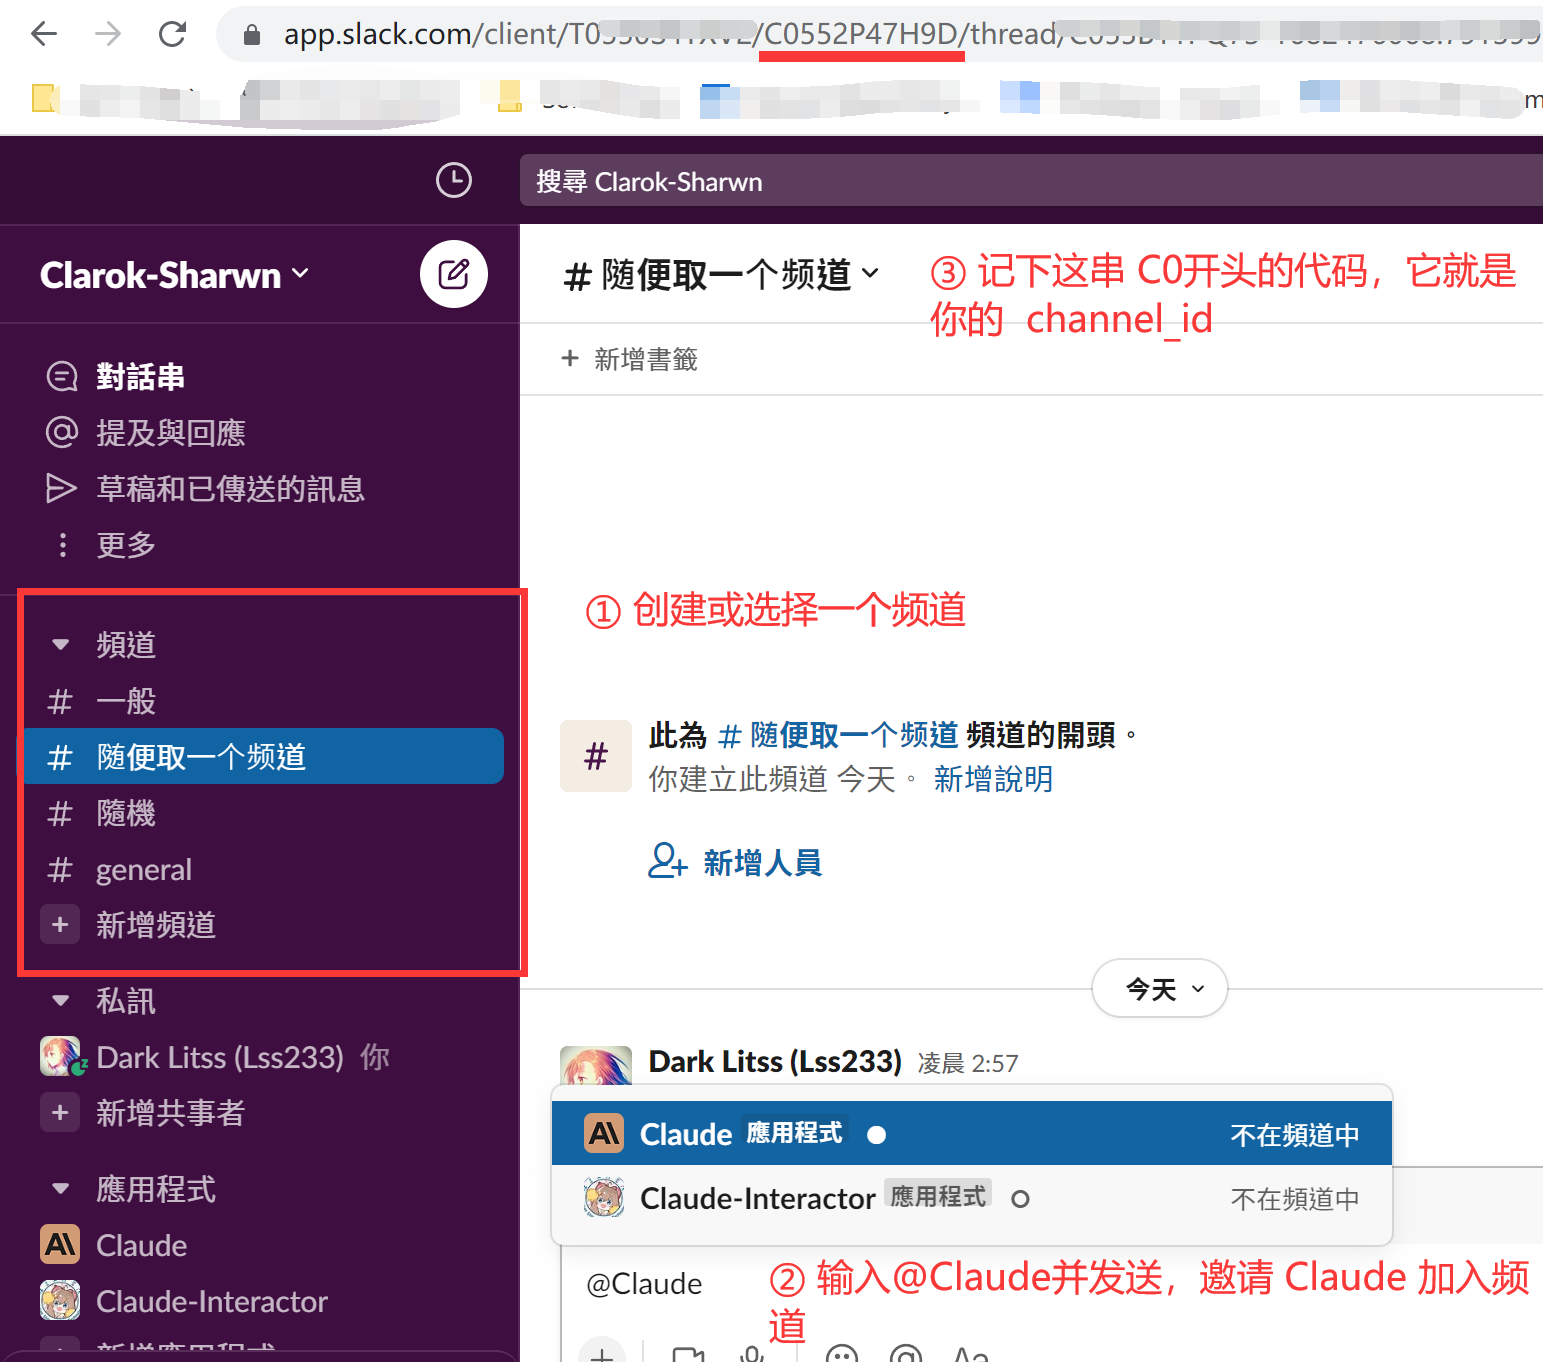 app.slack.com/client/T0 /C0552P47H9D/thread/
搜尋 Clarok-Sharwn
Clarok-Sharwn
# 随便取一个频道
③ 记下这串 C0开头的代码，它就是
你的 channel_id
+ 新增書籤
對話串
提及與回應
草稿和已傳送的訊息
更多
① 创建或选择一个频道
頻道
# 一般
# 随便取一个频道
# 隨機
# general
+ 新增頻道
#
此為 # 随便取一个频道 頻道的開頭。
你建立此頻道 今天。 新增說明
新增人員
今天
私訊
Dark Litss (Lss233) 你
+ 新增共事者
應用程式
Claude
Claude-Interactor
新增應用程式
Dark Litss (Lss233) 凌晨 2:57
Claude 應用程式 不在頻道中
Claude-Interactor 應用程式 不在頻道中
@Claude
② 输入@Claude并发送，邀请 Claude 加入频
道
Aa